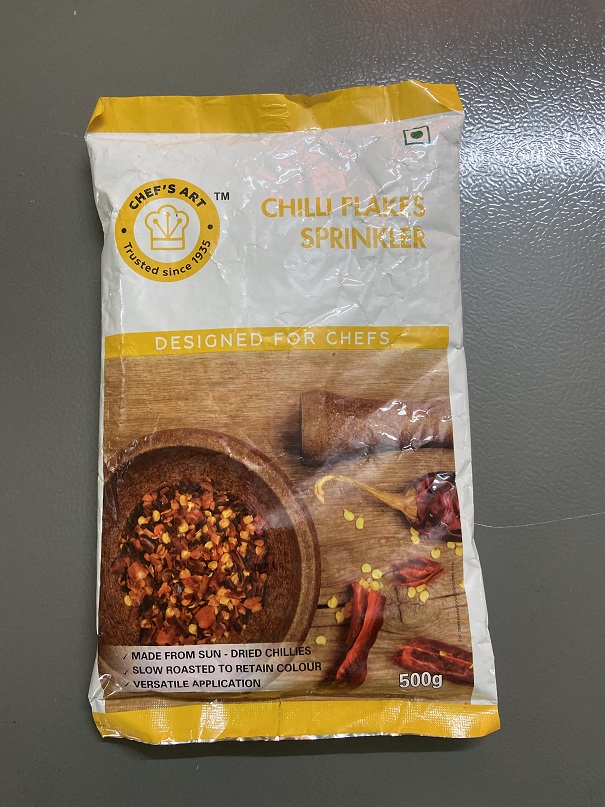 CHEF'S ART
Trusted since 1935
TM
CHILLI FLAKES
SPRINKLER
DESIGNED FOR CHEFS
✓ MADE FROM SUN - DRIED CHILLIES
✓ SLOW ROASTED TO RETAIN COLOUR
✓ VERSATILE APPLICATION
500g